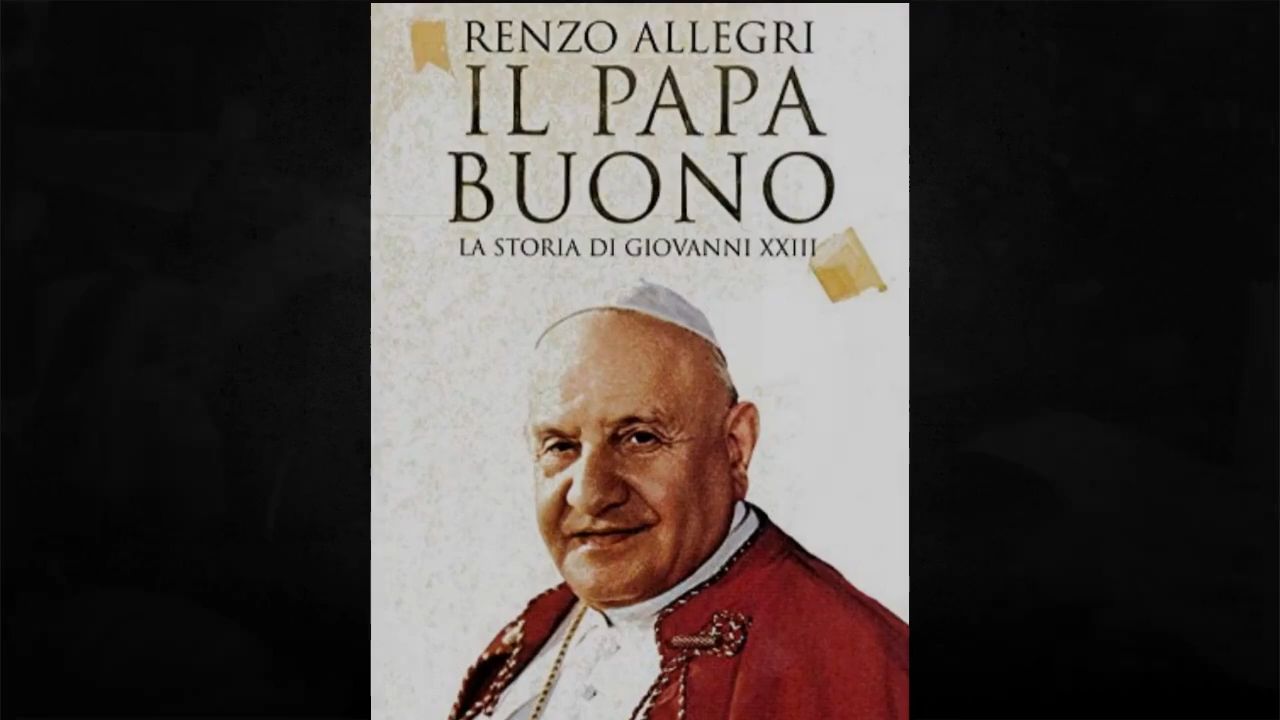 RENZO ALLEGRI
IL PAPA
BUONO
LA STORIA DI GIOVANNI XXIII